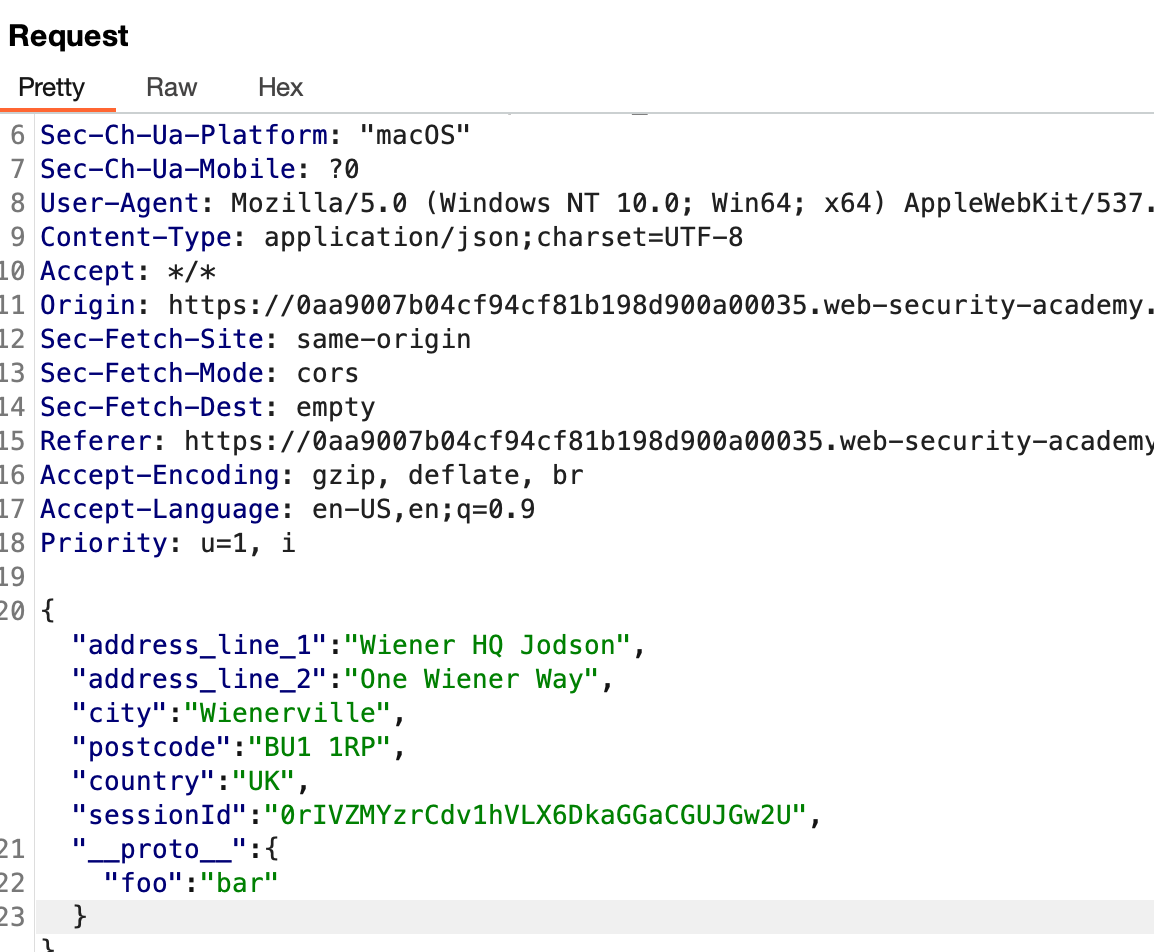 Request
Pretty Raw Hex
6 Sec-Ch-Ua-Platform: "macOS"
7 Sec-Ch-Ua-Mobile: ?0
8 User-Agent: Mozilla/5.0 (Windows NT 10.0; Win64; x64) AppleWebKit/537.
9 Content-Type: application/json;charset=UTF-8
10 Accept: */*
11 Origin: https://0aa9007b04cf94cf81b198d900a00035.web-security-academy.
12 Sec-Fetch-Site: same-origin
13 Sec-Fetch-Mode: cors
14 Sec-Fetch-Dest: empty
15 Referer: https://0aa9007b04cf94cf81b198d900a00035.web-security-academy
16 Accept-Encoding: gzip, deflate, br
17 Accept-Language: en-US,en;q=0.9
18 Priority: u=1, i
19
20 {
"address_line_1":"Wiener HQ Jodson",
"address_line_2":"One Wiener Way",
"city":"Wienerville",
"postcode":"BU1 1RP",
"country":"UK",
"sessionId":"0rIVZMYzrCdv1hVLX6DkaGGaCGUJGw2U",
21 "__proto__":{
22 "foo":"bar"
23 }
}